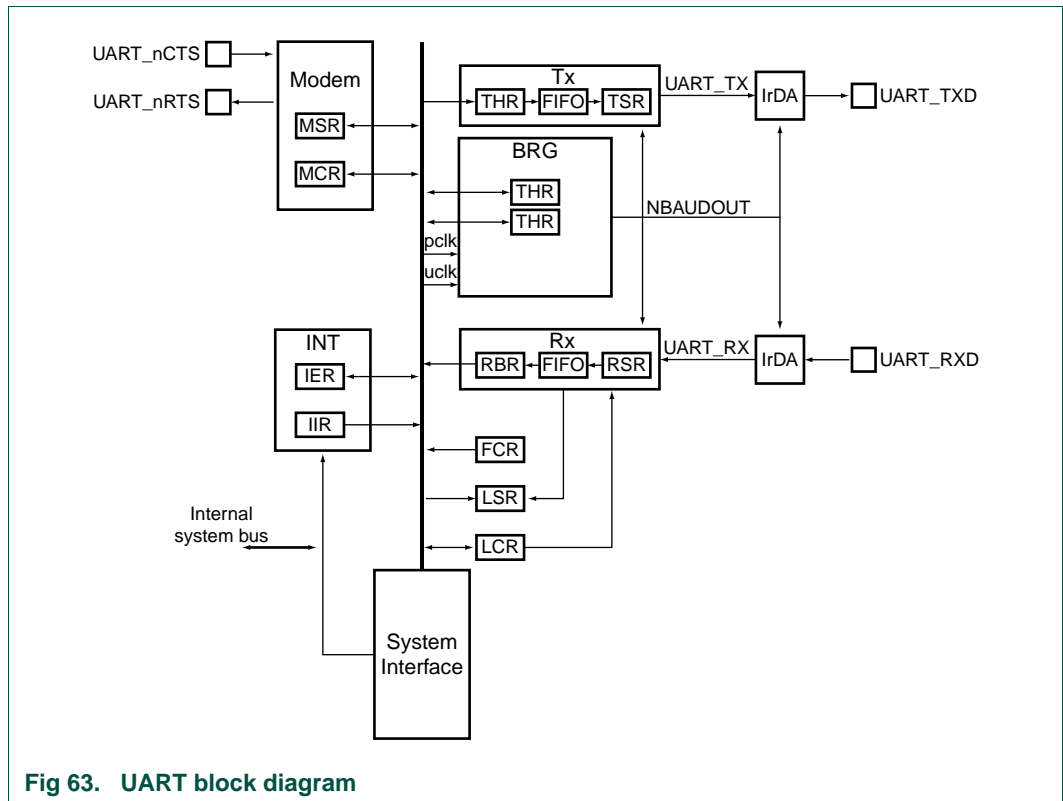 UART_nCTS
UART_nRTS
Modem
MSR
MCR
Tx
THR
FIFO
TSR
UART_TX
IrDA
UART_TXD
BRG
THR
THR
pclk
uclk
NBAUDOUT
INT
IER
IIR
Rx
RBR
FIFO
RSR
UART_RX
IrDA
UART_RXD
FCR
LSR
LCR
Internal
system bus
System
Interface
Fig 63. UART block diagram